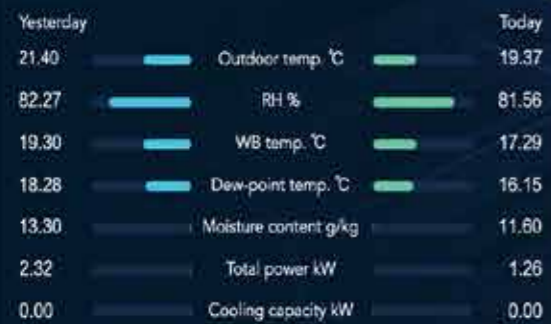 Yesterday Today
21.40 Outdoor temp. ℃ 19.37
82.27 RH % 81.56
19.30 WB temp. ℃ 17.29
18.28 Dew-point temp. ℃ 16.15
13.30 Moisture content g/kg 11.60
2.32 Total power kW 1.26
0.00 Cooling capacity kW 0.00